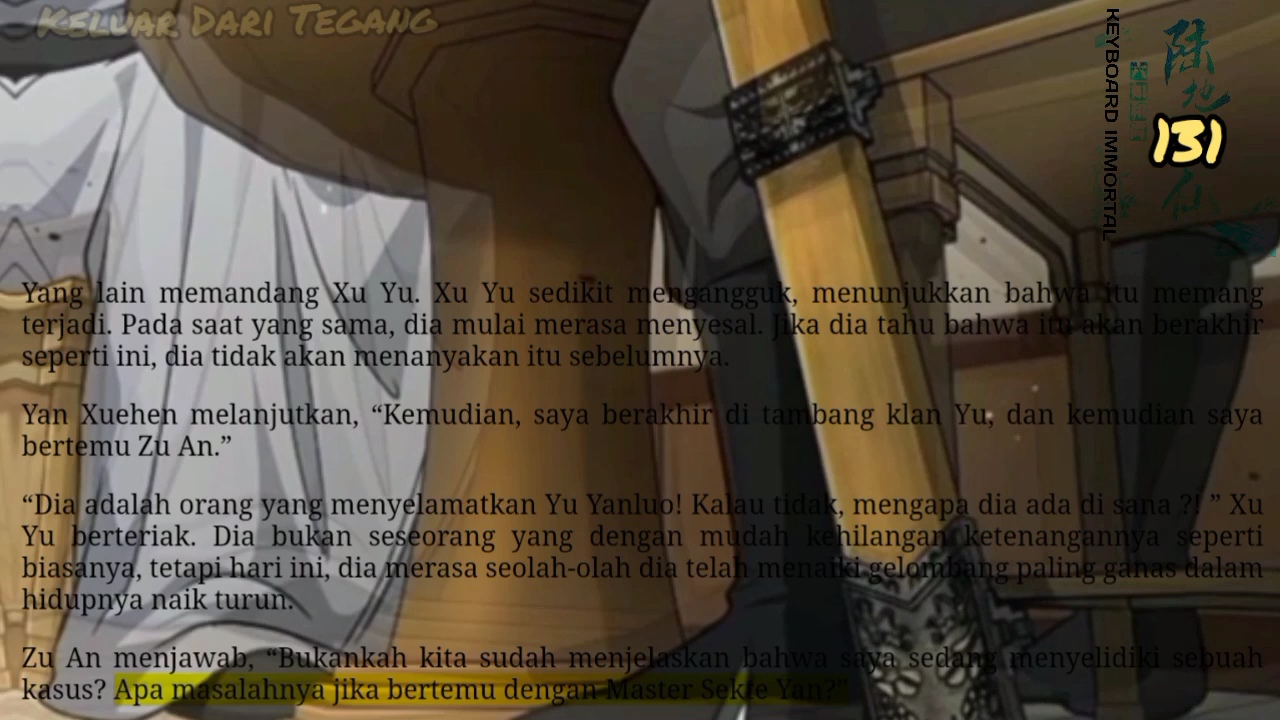 Keluar Dari Tegang
KEYBOARD IMMORTAL
陆地
131
Yang lain memandang Xu Yu. Xu Yu sedikit mengangguk, menunjukkan bahwa itu memang
terjadi. Pada saat yang sama, dia mulai merasa menyesal. Jika dia tahu bahwa itu akan berakhir
seperti ini, dia tidak akan menanyakan itu sebelumnya.
Yan Xuehen melanjutkan, “Kemudian, saya berakhir di tambang klan Yu, dan kemudian saya
bertemu Zu An.”
“Dia adalah orang yang menyelamatkan Yu Yanluo! Kalau tidak, mengapa dia ada di sana ?! ” Xu
Yu berteriak. Dia bukan seseorang yang dengan mudah kehilangan ketenangannya seperti
biasanya, tetapi hari ini, dia merasa seolah-olah dia telah menaiki gelombang paling ganas dalam
hidupnya naik turun.
Zu An menjawab, “Bukankah kita sudah menjelaskan bahwa saya sedang menyelidiki sebuah
kasus? Apa masalahnya jika bertemu dengan Master Sekte Yan?”